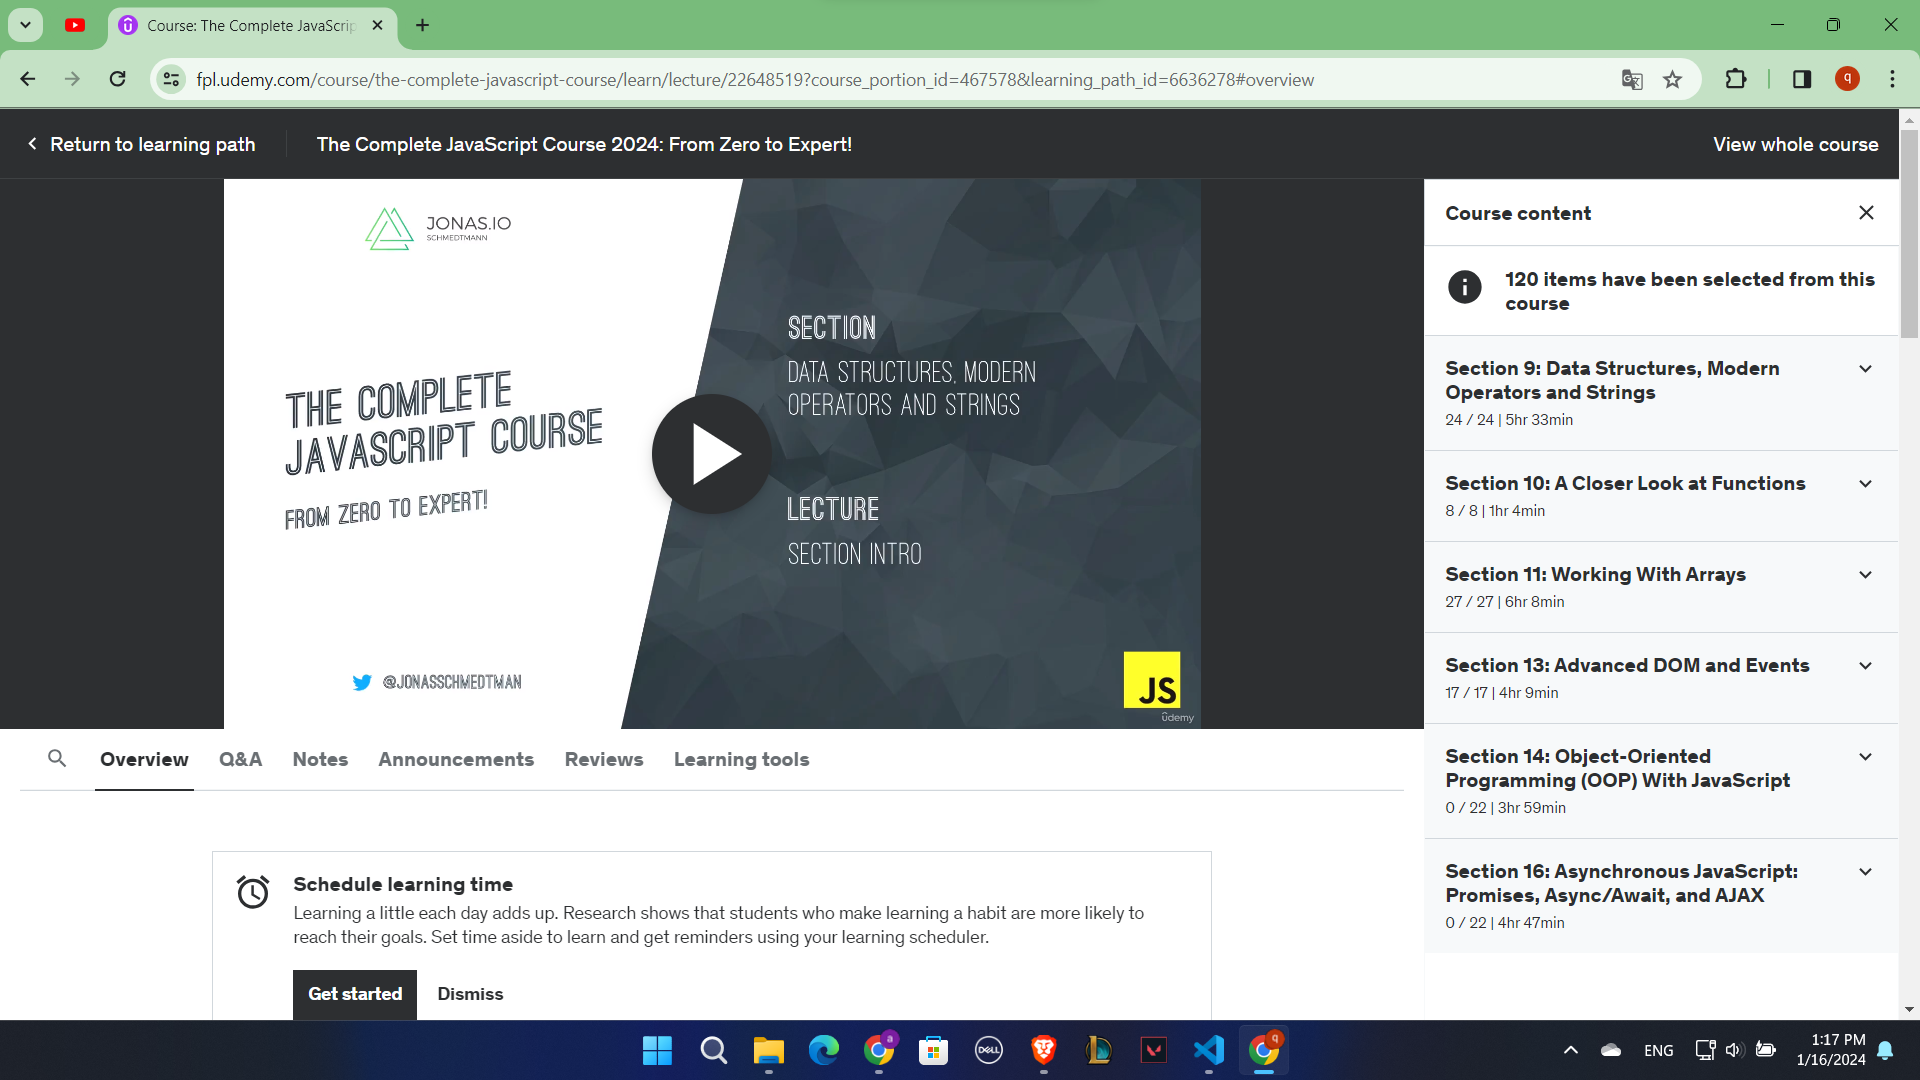 Course: The Complete JavaScrip
fpl.udemy.com/course/the-complete-javascript-course/learn/lecture/22648519?course_portion_id=467578&learning_path_id=6636278#overview
q
Return to learning path
The Complete JavaScript Course 2024: From Zero to Expert!
View whole course
JONAS.IO
SCHMEDTMANN
THE COMPLETE
JAVASCRIPT COURSE
FROM ZERO TO EXPERT!
@JONASSCHMEDTMAN
SECTION
DATA STRUCTURES, MODERN
OPERATORS AND STRINGS
LECTURE
SECTION INTRO
JS
udemy
Course content
120 items have been selected from this
course
Section 9: Data Structures, Modern
Operators and Strings
24 / 24 | 5hr 33min
Section 10: A Closer Look at Functions
8 / 8 | 1hr 4min
Section 11: Working With Arrays
27 / 27 | 6hr 8min
Section 13: Advanced DOM and Events
17 / 17 | 4hr 9min
Section 14: Object-Oriented
Programming (OOP) With JavaScript
0 / 22 | 3hr 59min
Section 16: Asynchronous JavaScript:
Promises, Async/Await, and AJAX
0 / 22 | 4hr 47min
Overview
Q&A
Notes
Announcements
Reviews
Learning tools
Schedule learning time
Learning a little each day adds up. Research shows that students who make learning a habit are more likely to
reach their goals. Set time aside to learn and get reminders using your learning scheduler.
Get started
Dismiss
a
DELL
q
ENG
1:17 PM
1/16/2024